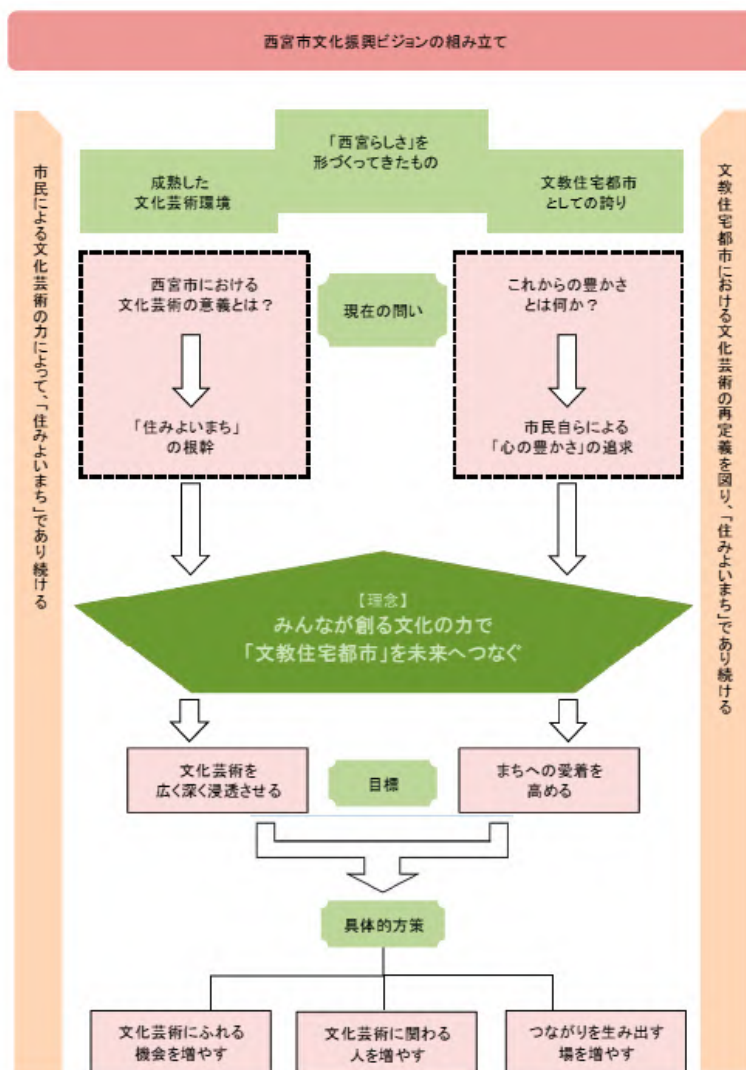 西宮市文化振興ビジョンの組み立て
「西宮らしさ」を
形づくってきたもの
成熟した
文化芸術環境
文教住宅都市
としての誇り
市民による文化芸術の力によって、「住みよいまち」であり続ける
文教住宅都市における文化芸術の再定義を図り、「住みよいまち」であり続ける
西宮市における
文化芸術の意義とは？
「住みよいまち」
の根幹
現在の問い
これからの豊かさ
とは何か？
市民自らによる
「心の豊かさ」の追求
【理念】
みんなが創る文化の力で
「文教住宅都市」を未来へつなぐ
文化芸術を
広く深く浸透させる
目標
まちへの愛着を
高める
具体的方策
文化芸術にふれる
機会を増やす
文化芸術に関わる
人を増やす
つながりを生み出す
場を増やす